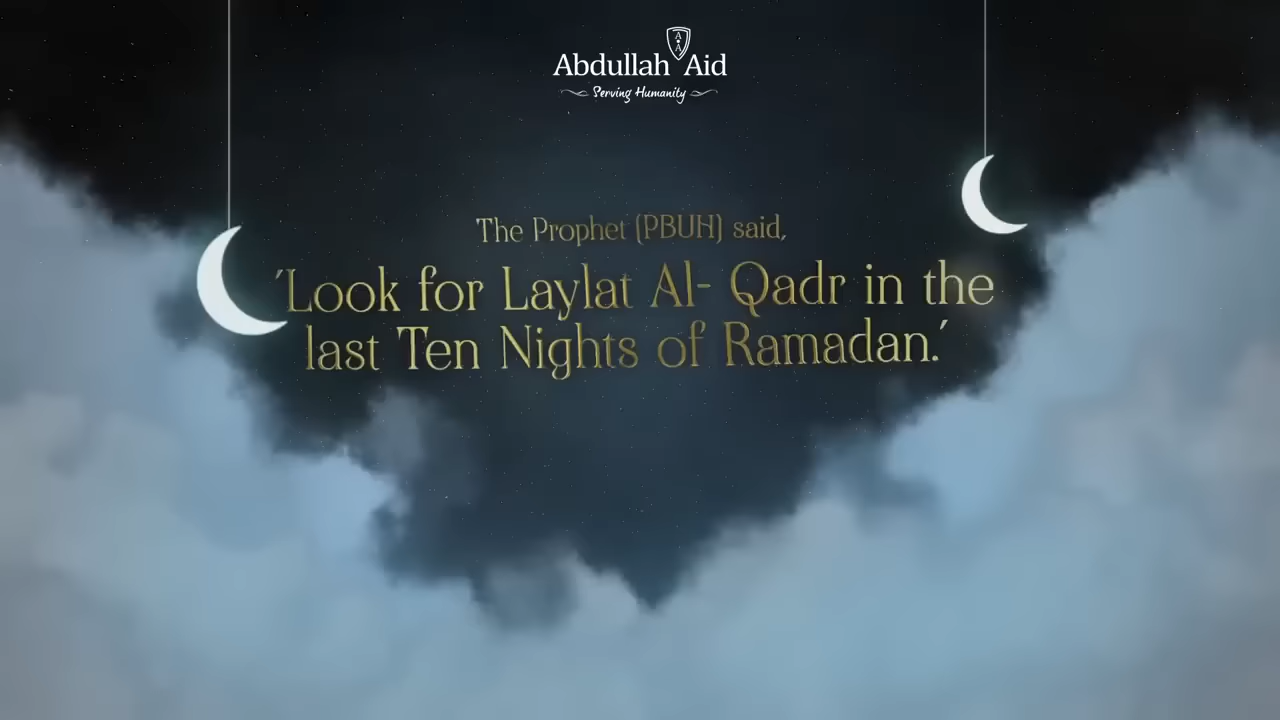 Abdullah Aid
Serving Humanity
The Prophet (PBUH) said,
'Look for Laylat Al- Qadr in the
last Ten Nights of Ramadan.'